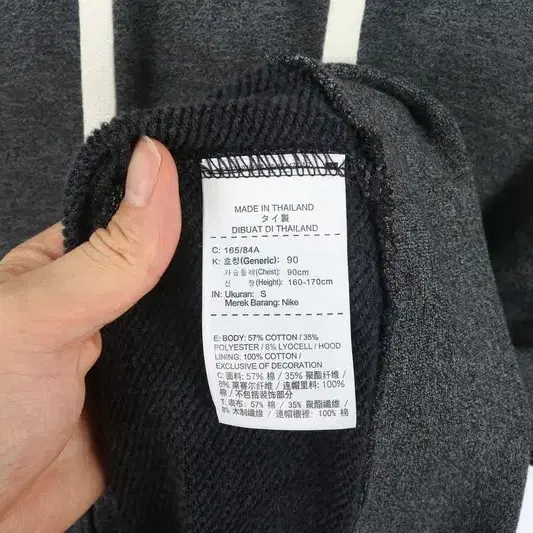 MADE IN THAILAND
タイ製
DIBUAT DI THAILAND
C: 165/84A
K: 호칭(Generic): 90
가슴둘레(Chest): 90cm
신 장(Height): 160-170cm
IN: Ukuran: S
Merek Barang: Nike
E: BODY: 57% COTTON / 35%
POLYESTER / 8% LYOCELL / HOOD
LINING: 100% COTTON /
EXCLUSIVE OF DECORATION
C: 面料: 57% 棉 / 35% 聚酯纤维 /
8% 莱赛尔纤维 / 连帽里: 100%
棉 / 不包括装饰部分
T: 表布: 57% 棉 / 35% 聚酯纖維 /
8% 木制纖維 / 連帽襯裡: 100% 棉